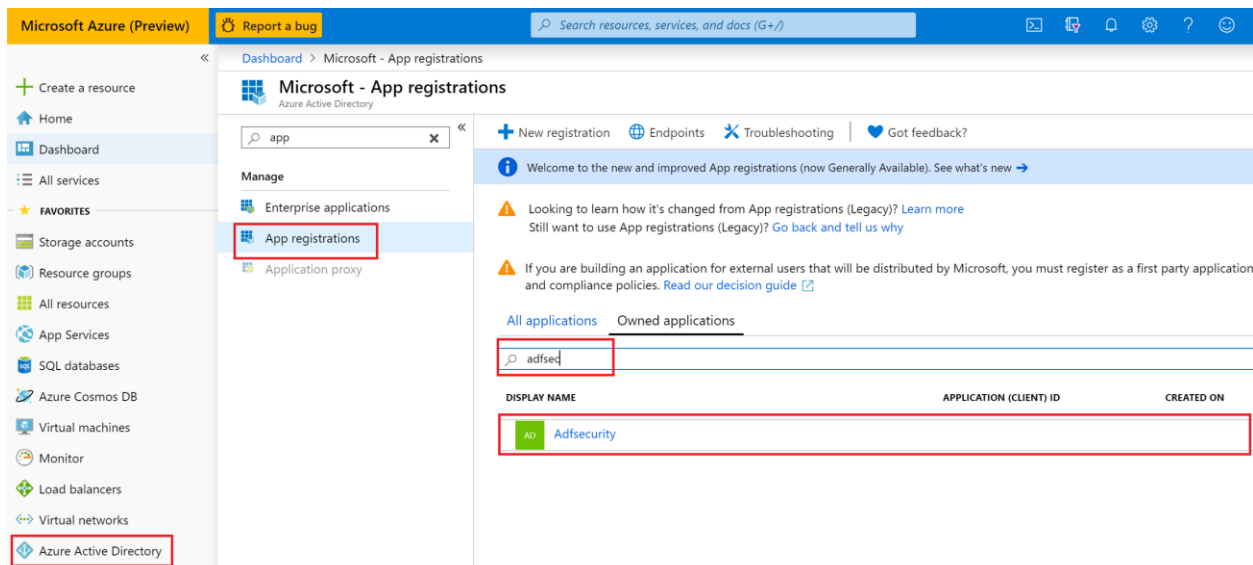 Microsoft Azure (Preview)
Report a bug
Search resources, services, and docs (G+/)
«
Create a resource
Home
Dashboard
All services
FAVORITES
Storage accounts
Resource groups
All resources
App Services
SQL databases
Azure Cosmos DB
Virtual machines
Monitor
Load balancers
Virtual networks
Azure Active Directory
Dashboard > Microsoft - App registrations
Microsoft - App registrations
Azure Active Directory
app
«
Manage
Enterprise applications
App registrations
Application proxy
New registration Endpoints Troubleshooting Got feedback?
Welcome to the new and improved App registrations (now Generally Available). See what's new →
Looking to learn how it's changed from App registrations (Legacy)? Learn more
Still want to use App registrations (Legacy)? Go back and tell us why
If you are building an application for external users that will be distributed by Microsoft, you must register as a first party application
and compliance policies. Read our decision guide
All applications Owned applications
adfsec
DISPLAY NAME APPLICATION (CLIENT) ID CREATED ON
AD Adfsecurity